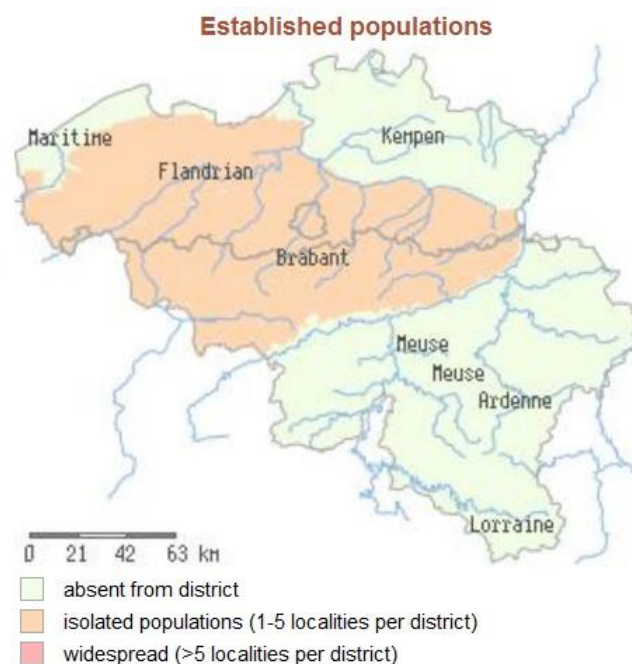 Established populations
Maritime
Kempen
Flandrian
Brabant
Meuse
Meuse
Ardenne
Lorraine
0 21 42 63 km
absent from district
isolated populations (1-5 localities per district)
widespread (>5 localities per district)